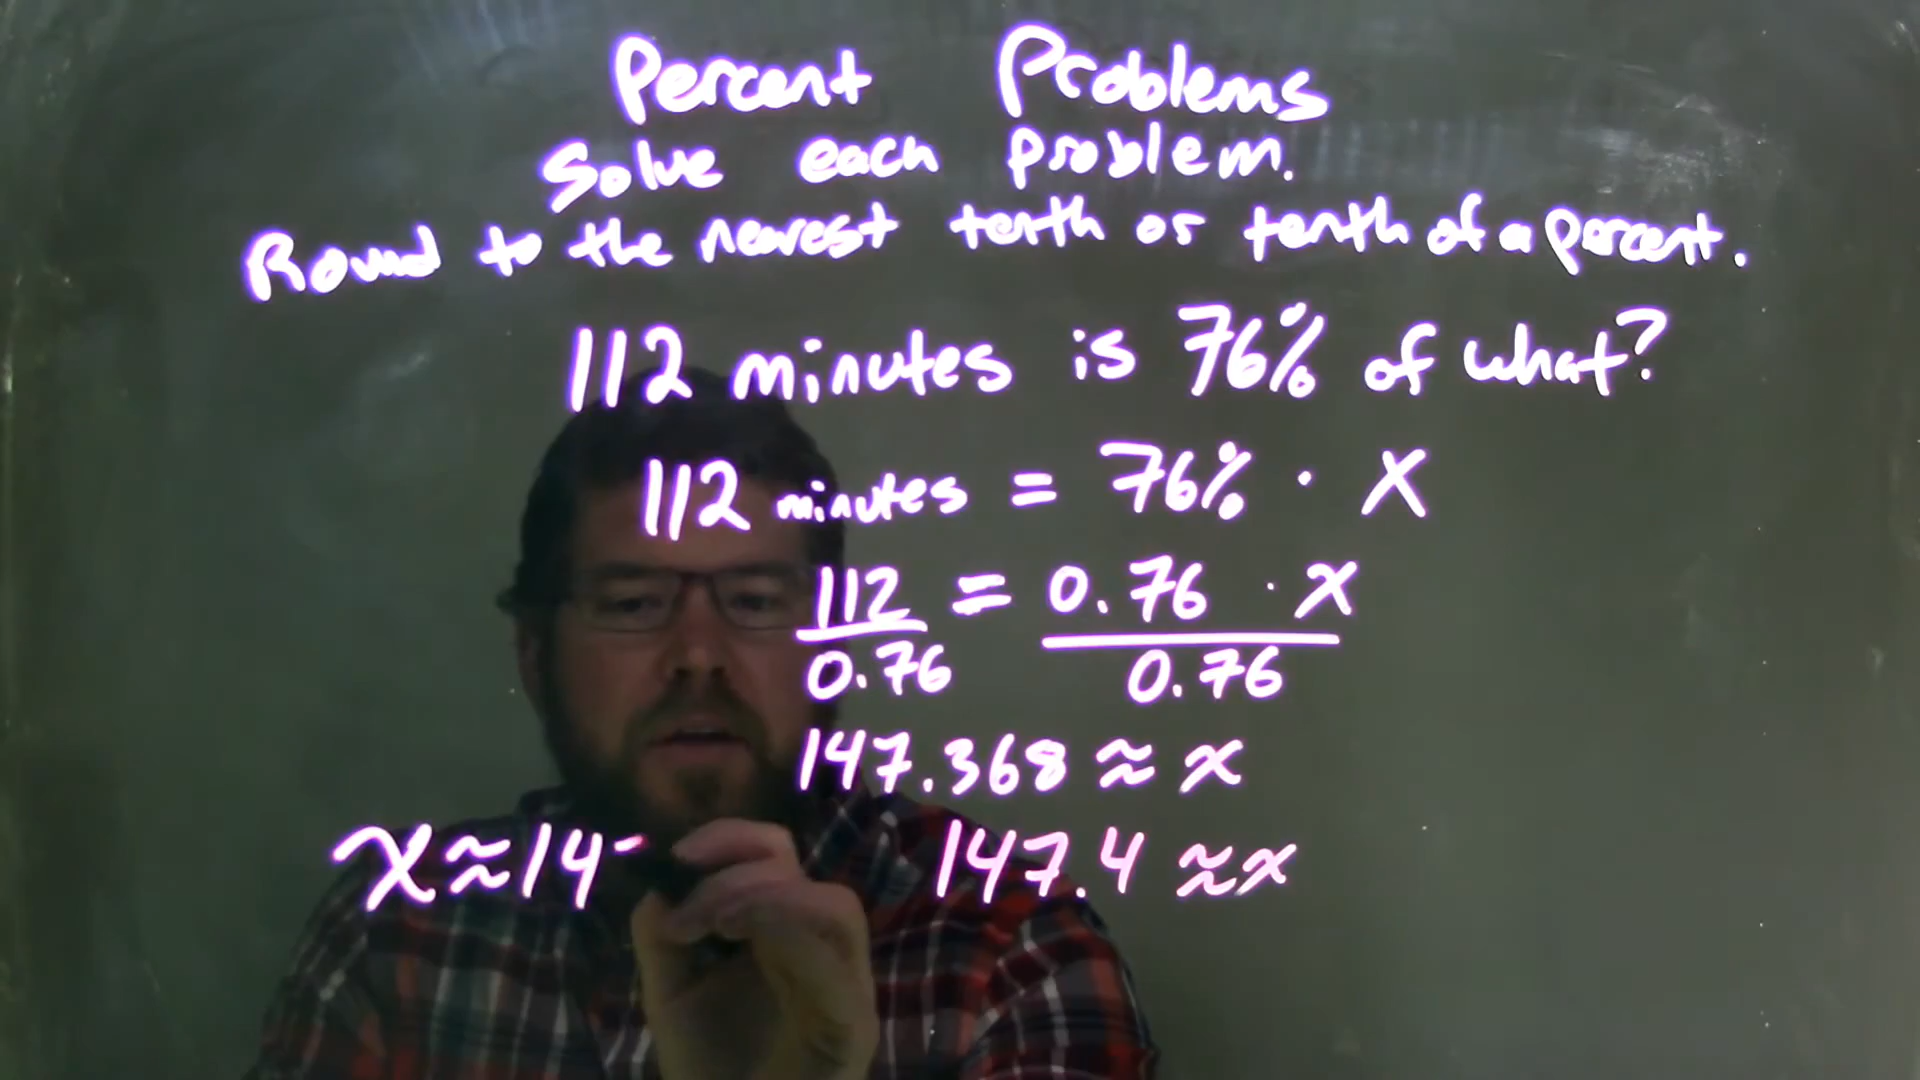 Percent Problems
Solve each problem.
Round to the nearest tenth or tenth of a percent.
112 minutes is 76% of what?
112 minutes = 76% · X
112 = 0.76 · x
0.76 0.76
147.368 ≈ x
x ≈ 14 147.4 ≈ x